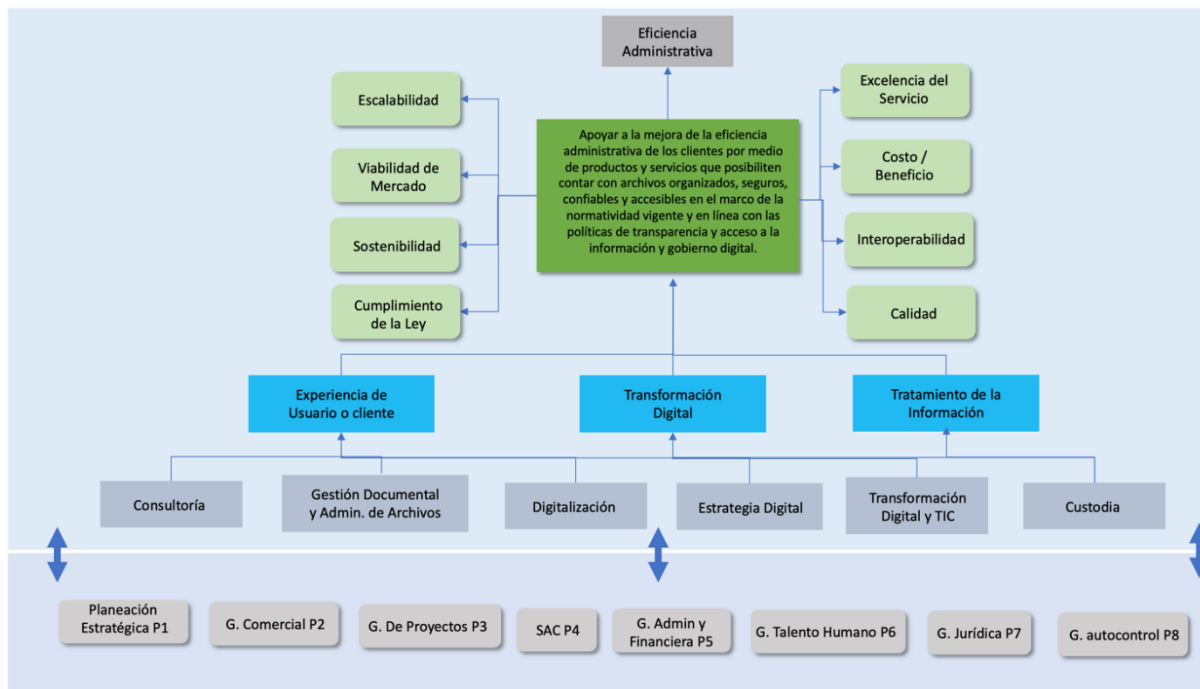 Eficiencia
Administrativa
Escalabilidad
Viabilidad de
Mercado
Sostenibilidad
Cumplimiento
de la Ley
Apoyar a la mejora de la eficiencia
administrativa de los clientes por medio
de productos y servicios que posibiliten
contar con archivos organizados, seguros,
confiables y accesibles en el marco de la
normatividad vigente y en línea con las
políticas de transparencia y acceso a la
información y gobierno digital.
Excelencia del
Servicio
Costo /
Beneficio
Interoperabilidad
Calidad
Experiencia de
Usuario o cliente
Transformación
Digital
Tratamiento de la
Información
Consultoría
Gestión Documental
y Admin. de Archivos
Digitalización
Estrategia Digital
Transformación
Digital y TIC
Custodia
Planeación
Estratégica P1
G. Comercial P2
G. De Proyectos P3
SAC P4
G. Admin y
Financiera P5
G. Talento Humano P6
G. Jurídica P7
G. autocontrol P8